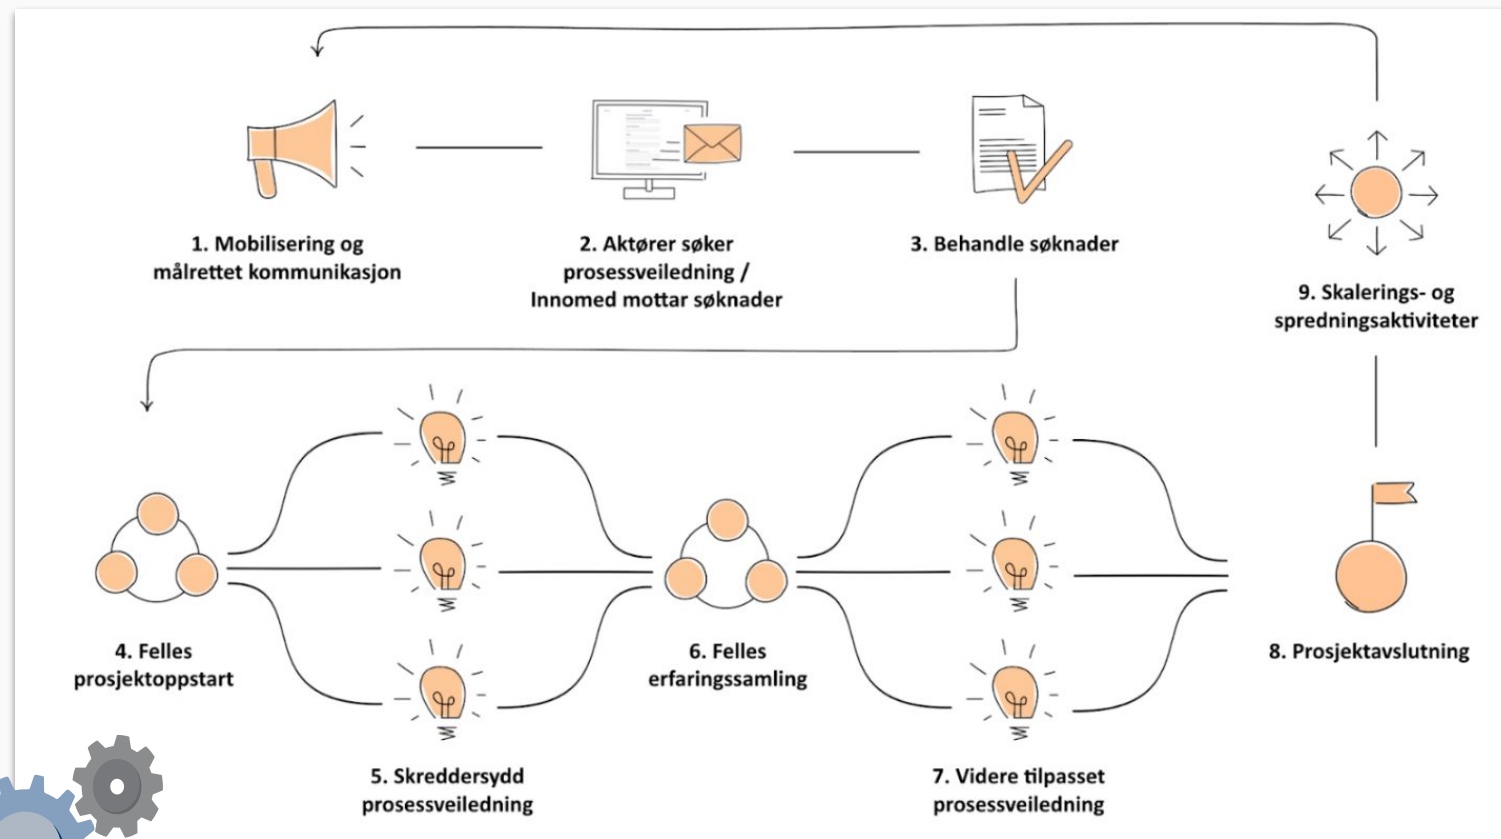 1. Mobilisering og
målrettet kommunikasjon
2. Aktører søker
prosessveiledning /
Innomed mottar søknader
3. Behandle søknader
9. Skalerings- og
spredningsaktiviteter
4. Felles
prosjektoppstart
6. Felles
erfaringssamling
8. Prosjektavslutning
5. Skreddersydd
prosessveiledning
7. Videre tilpasset
prosessveiledning